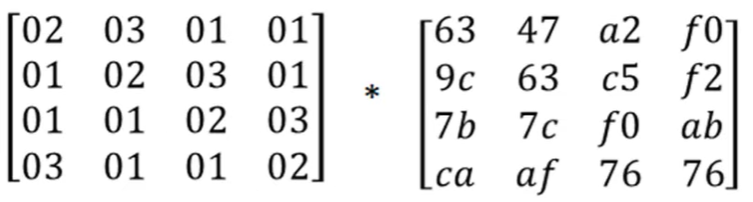 02 03 01 01 63 47 a2 f0
01 02 03 01 * 9c 63 c5 f2
01 01 02 03 7b 7c f0 ab
03 01 01 02 ca af 76 76